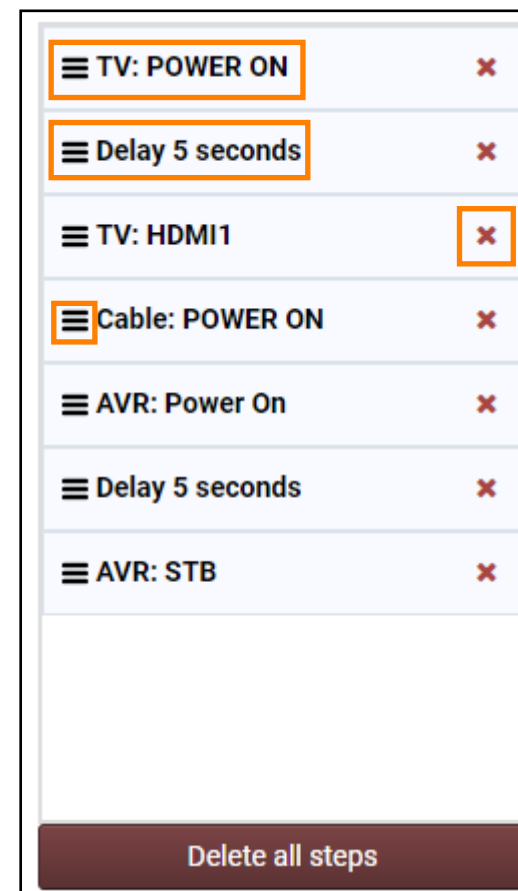 TV: POWER ON
Delay 5 seconds
TV: HDMI1
Cable: POWER ON
AVR: Power On
Delay 5 seconds
AVR: STB
Delete all steps